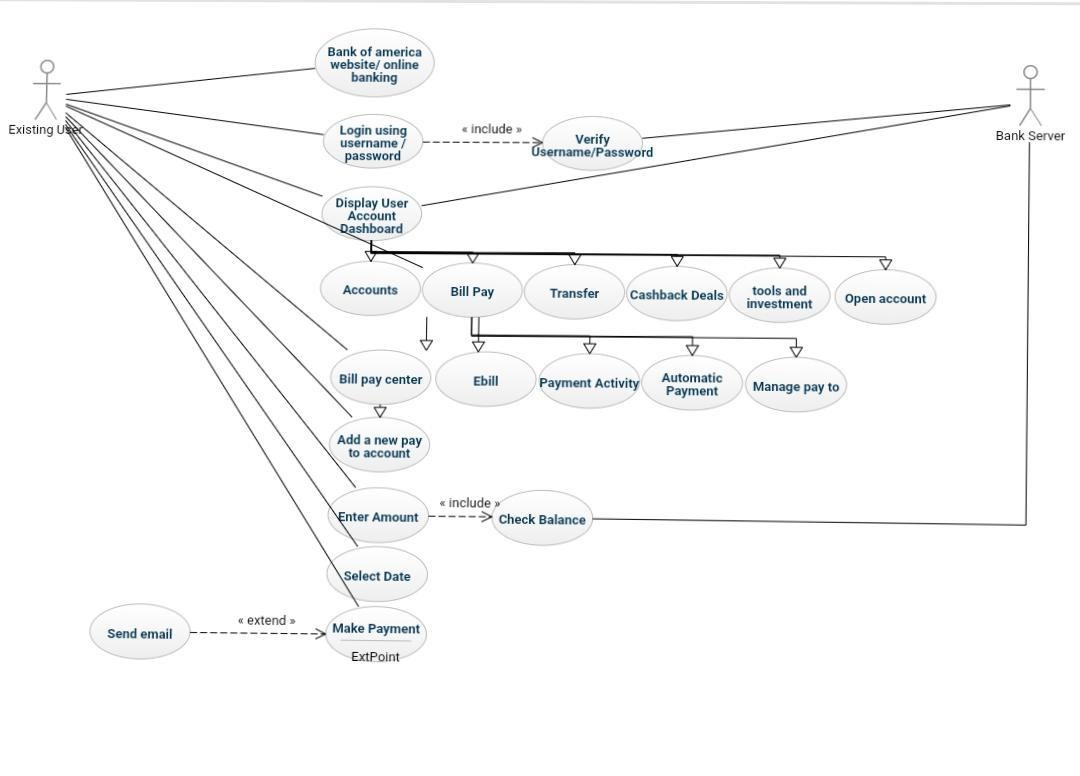 Bank of america
website/ online
banking
Existing User
Bank Server
Login using
username /
password
« include »
Verify
Username/Password
Display User
Account
Dashboard
Accounts
Bill Pay
Transfer
Cashback Deals
tools and
investment
Open account
Bill pay center
Ebill
Payment Activity
Automatic
Payment
Manage pay to
Add a new pay
to account
Enter Amount
« include »
Check Balance
Select Date
Send email
« extend »
Make Payment
ExtPoint